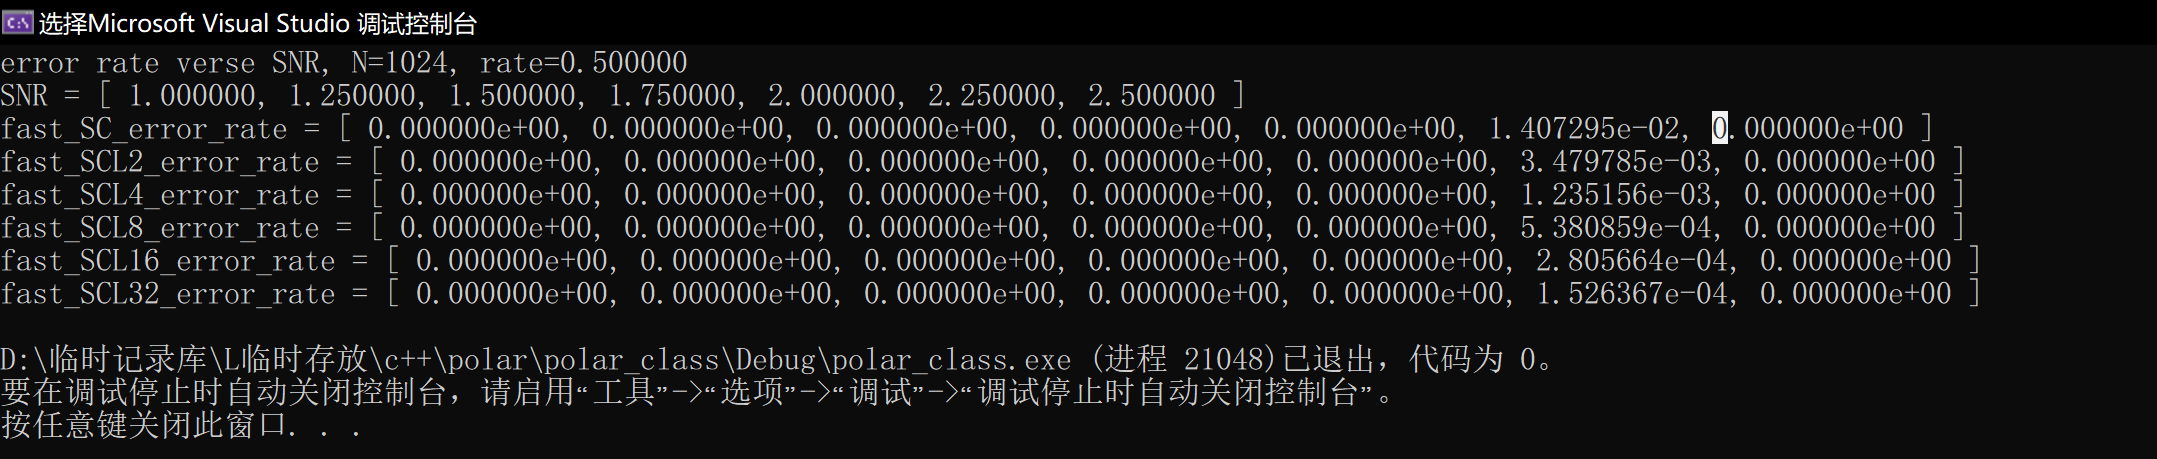 选择Microsoft Visual Studio 调试控制台
error rate verse SNR, N=1024, rate=0.500000
SNR = [ 1.000000, 1.250000, 1.500000, 1.750000, 2.000000, 2.250000, 2.500000 ]
fast_SC_error_rate = [ 0.000000e+00, 0.000000e+00, 0.000000e+00, 0.000000e+00, 0.000000e+00, 1.407295e-02, 0.000000e+00 ]
fast_SCL2_error_rate = [ 0.000000e+00, 0.000000e+00, 0.000000e+00, 0.000000e+00, 0.000000e+00, 3.479785e-03, 0.000000e+00 ]
fast_SCL4_error_rate = [ 0.000000e+00, 0.000000e+00, 0.000000e+00, 0.000000e+00, 0.000000e+00, 1.235156e-03, 0.000000e+00 ]
fast_SCL8_error_rate = [ 0.000000e+00, 0.000000e+00, 0.000000e+00, 0.000000e+00, 0.000000e+00, 5.380859e-04, 0.000000e+00 ]
fast_SCL16_error_rate = [ 0.000000e+00, 0.000000e+00, 0.000000e+00, 0.000000e+00, 0.000000e+00, 2.805664e-04, 0.000000e+00 ]
fast_SCL32_error_rate = [ 0.000000e+00, 0.000000e+00, 0.000000e+00, 0.000000e+00, 0.000000e+00, 1.526367e-04, 0.000000e+00 ]
D:\临时记录库\L临时存放\c++\polar\polar_class\Debug\polar_class.exe (进程 21048)已退出，代码为 0。
要在调试停止时自动关闭控制台，请启用“工具”->“选项”->“调试”->“调试停止时自动关闭控制台”。
按任意键关闭此窗口. . .